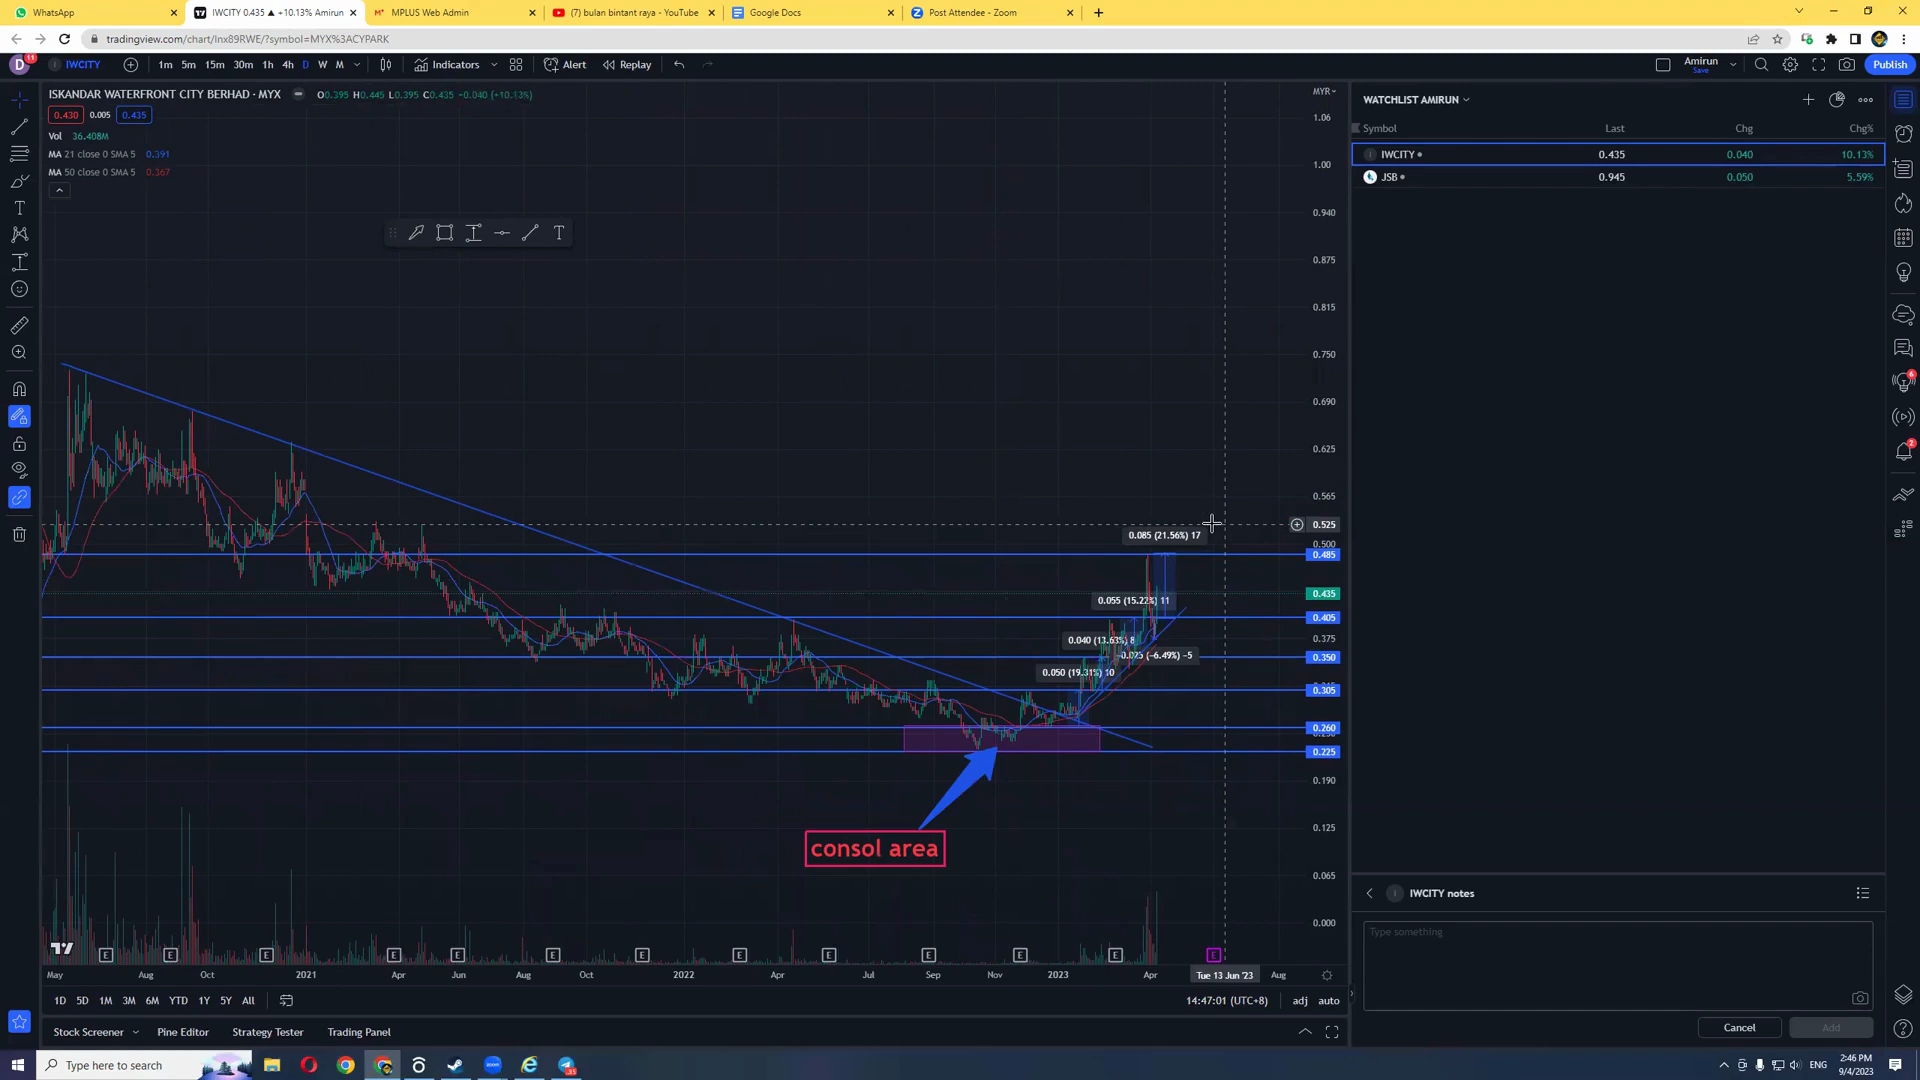 WhatsApp
IWCITY 0.435 ▲ +10.13% Amirun
MPLUS Web Admin
(7) bulan bintant raya - YouTube
Google Docs
Post Attendee - Zoom
tradingview.com/chart/lnx89RWE/?symbol=MYX%3ACYPARK
D 11
IWCITY
1m 5m 15m 30m 1h 4h D W M
Indicators
Alert
Replay
Amirun
Save
Publish
ISKANDAR WATERFRONT CITY BERHAD · MYX
O0.395 H0.445 L0.395 C0.435 −0.040 (+10.13%)
0.430 0.005 0.435
Vol 36.408M
MA 21 close 0 SMA 5 0.391
MA 50 close 0 SMA 5 0.367
MYR
1.06
1.00
0.940
0.875
0.815
0.750
0.690
0.625
0.565
0.525
0.500
0.485
0.435
0.405
0.375
0.350
0.305
0.260
0.225
0.190
0.125
0.065
0.000
0.085 (21.56%) 17
0.055 (15.22%) 11
0.040 (13.63%) 8
−0.025 (−6.49%) −5
0.050 (19.31%) 10
consol area
E E E E E E E E E E E E E
May Aug Oct 2021 Apr Jun Aug Oct 2022 Apr Jul Sep Nov 2023 Apr Tue 13 Jun '23 Aug
1D 5D 1M 3M 6M YTD 1Y 5Y All
14:47:01 (UTC+8)
adj auto
Stock Screener
Pine Editor
Strategy Tester
Trading Panel
WATCHLIST AMIRUN
Symbol Last Chg Chg%
IWCITY 0.435 0.040 10.13%
JSB 0.945 0.050 5.59%
6
2
IWCITY notes
Type something
Cancel
Add
Type here to search
ENG
2:46 PM
9/4/2023